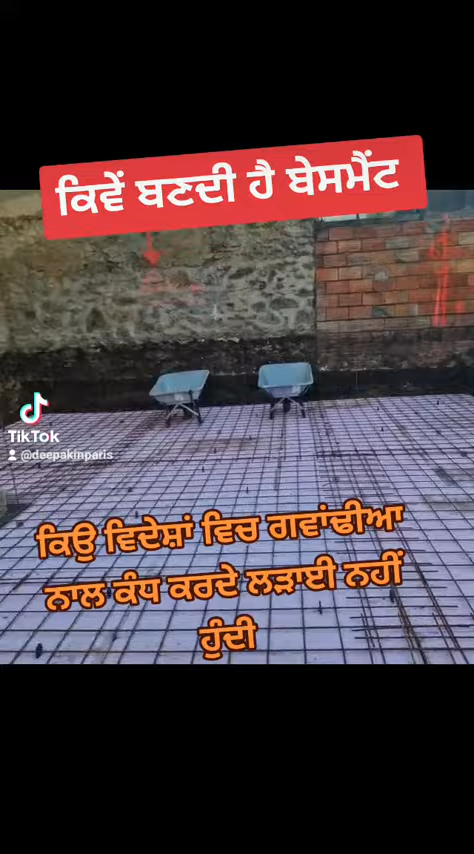 ਕਿਵੇਂ ਬਣਦੀ ਹੈ ਬੇਸਮੈਂਟ
TikTok
@deepakinparis
ਕਿਉ ਵਿਦੇਸ਼ਾਂ ਵਿਚ ਗਵਾਂਢੀਆ
ਨਾਲ ਕੰਧ ਕਰਦੇ ਲੜਾਈ ਨਹੀਂ
ਹੁੰਦੀ